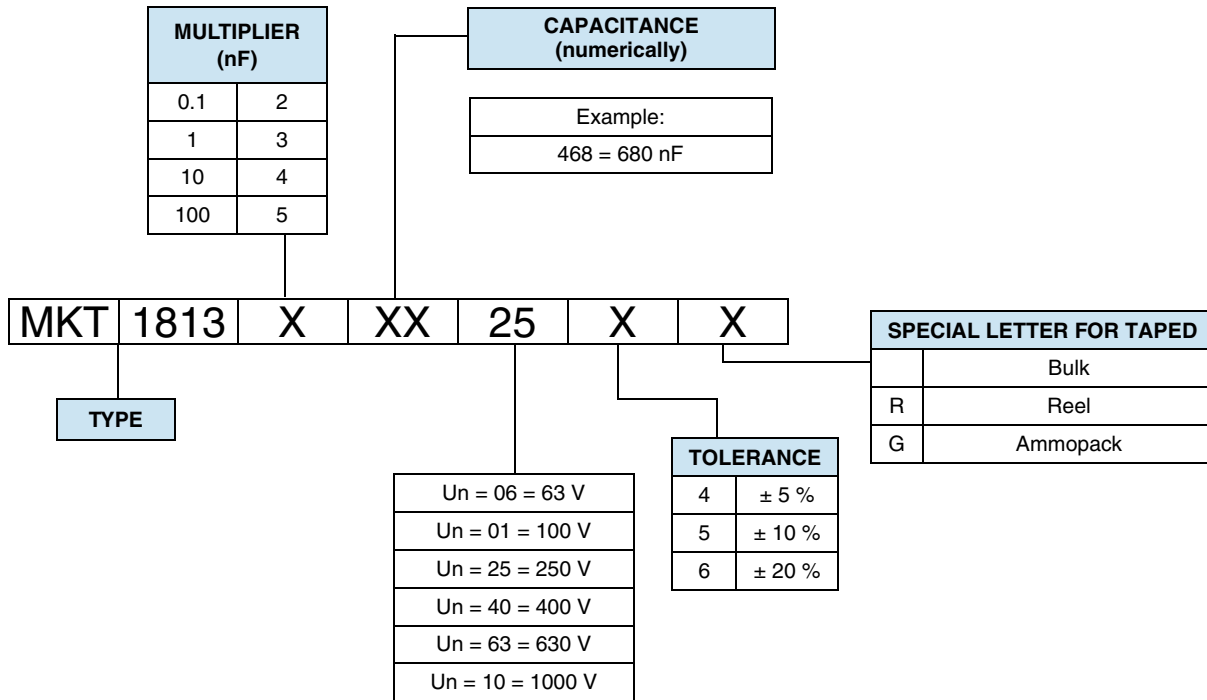 MULTIPLIER
(nF)
0.1 2
1 3
10 4
100 5
CAPACITANCE
(numerically)
Example:
468 = 680 nF
MKT 1813 X XX 25 X X
TYPE
Un = 06 = 63 V
Un = 01 = 100 V
Un = 25 = 250 V
Un = 40 = 400 V
Un = 63 = 630 V
Un = 10 = 1000 V
TOLERANCE
4 ± 5 %
5 ± 10 %
6 ± 20 %
SPECIAL LETTER FOR TAPED
Bulk
R Reel
G Ammopack